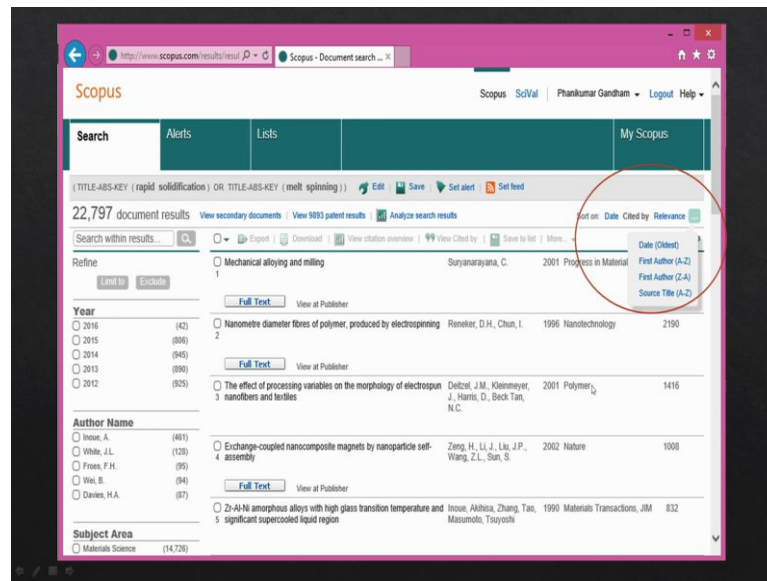 http://www.scopus.com/results/resul
Scopus - Document search ...
Scopus
Scopus SciVal | Phanikumar Gandham Logout Help
Search Alerts Lists My Scopus
( TITLE-ABS-KEY ( rapid solidification ) OR TITLE-ABS-KEY ( melt spinning ) ) Edit | Save | Set alert | Set feed
22,797 document results View secondary documents | View 9893 patent results | Analyze search results Sort on: Date Cited by Relevance ...
Search within results... Export | Download | View citation overview | View Cited by | Save to list | More...
Date (Oldest)
First Author (A-Z)
First Author (Z-A)
Source Title (A-Z)
Refine
Limit to Exclude
Year
2016 (42)
2015 (806)
2014 (945)
2013 (890)
2012 (925)
Author Name
Inoue, A. (461)
White, J.L. (128)
Froes, F.H. (95)
Wei, B. (94)
Davies, H.A. (87)
Subject Area
Materials Science (14,726)
Mechanical alloying and milling Suryanarayana, C. 2001 Progress in Material
1
Full Text View at Publisher
Nanometre diameter fibres of polymer, produced by electrospinning Reneker, D.H., Chun, I. 1996 Nanotechnology 2190
2
Full Text View at Publisher
The effect of processing variables on the morphology of electrospun Deitzel, J.M., Kleinmeyer, 2001 Polymer 1416
3 nanofibers and textiles J., Harris, D., Beck Tan,
N.C.
Exchange-coupled nanocomposite magnets by nanoparticle self- Zeng, H., Li, J., Liu, J.P., 2002 Nature 1008
4 assembly Wang, Z.L., Sun, S.
Full Text View at Publisher
Zr-Al-Ni amorphous alloys with high glass transition temperature and Inoue, Akihisa, Zhang, Tao, 1990 Materials Transactions, JIM 832
5 significant supercooled liquid region Masumoto, Tsuyoshi